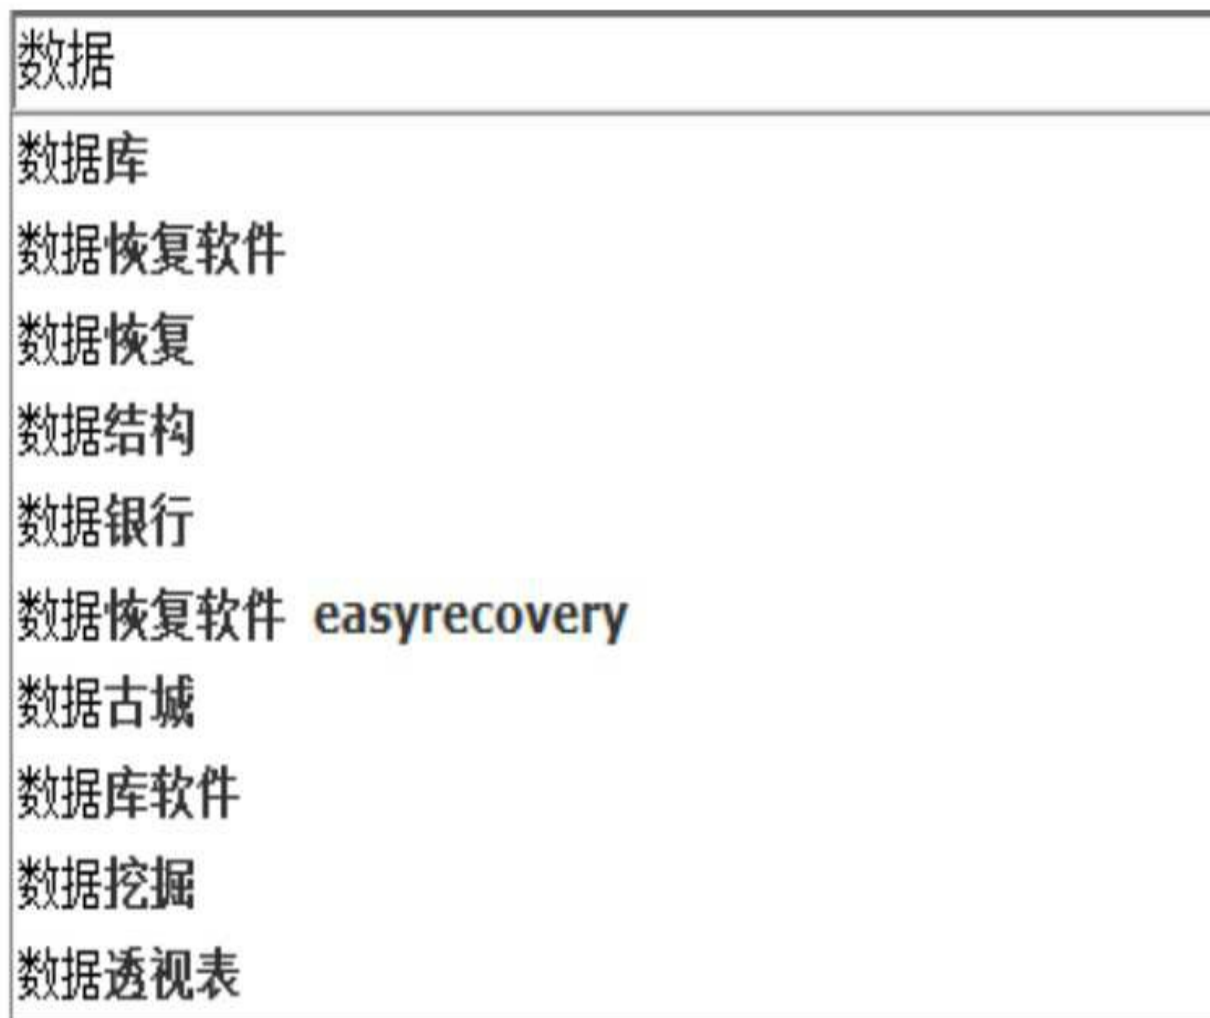 数据
数据库
数据恢复软件
数据恢复
数据结构
数据银行
数据恢复软件 easyrecovery
数据古城
数据库软件
数据挖掘
数据透视表